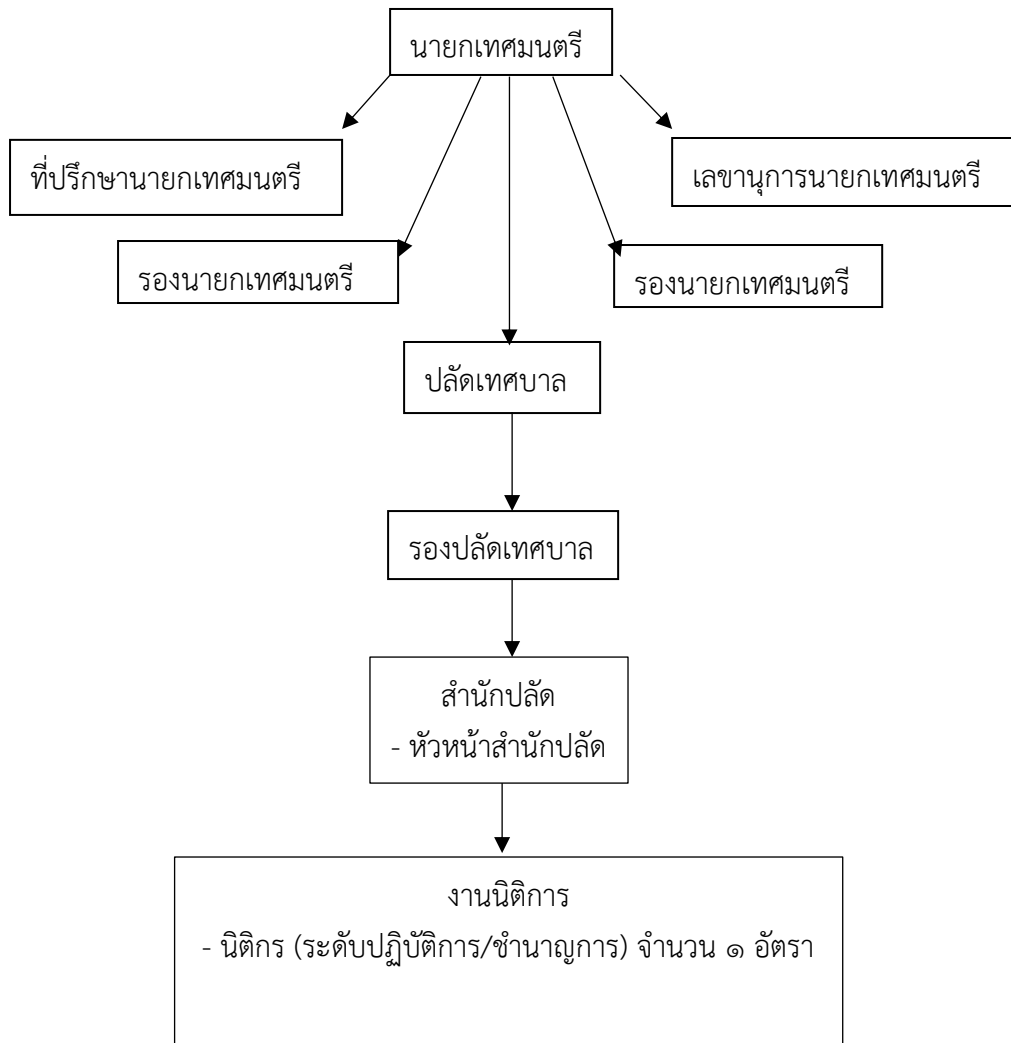 นายกเทศมนตรี
ที่ปรึกษานายกเทศมนตรี
เลขานุการนายกเทศมนตรี
รองนายกเทศมนตรี
รองนายกเทศมนตรี
ปลัดเทศบาล
รองปลัดเทศบาล
สำนักปลัด
- หัวหน้าสำนักปลัด
งานนิติการ
- นิติกร (ระดับปฏิบัติการ/ชำนาญการ) จำนวน ๑ อัตรา